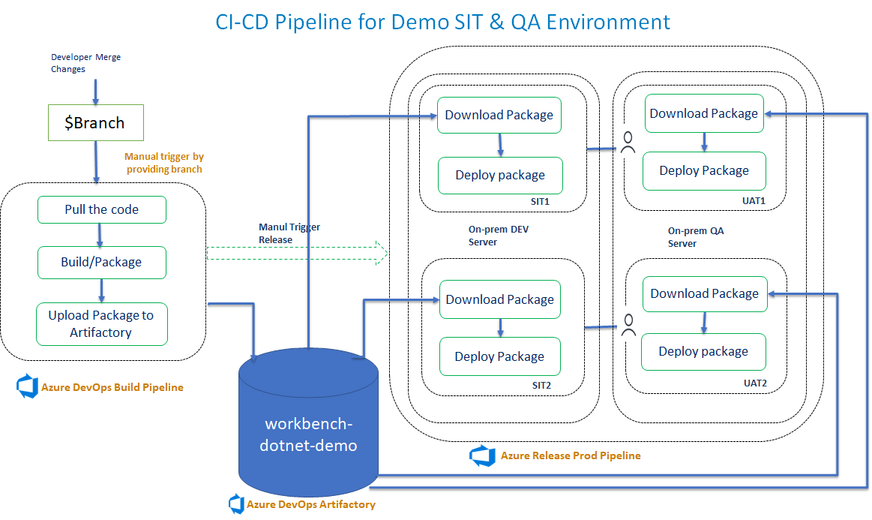 CI-CD Pipeline for Demo SIT & QA Environment
Developer Merge
Changes
$Branch
Manual trigger by
providing branch
Pull the code
Build/Package
Upload Package to
Artifactory
Azure DevOps Build Pipeline
Manul Trigger
Release
workbench-
dotnet-demo
Azure DevOps Artifactory
Download Package
Deploy package
SIT1
On-prem DEV
Server
Download Package
Deploy Package
SIT2
Download Package
Deploy Package
UAT1
On-prem QA
Server
Download Package
Deploy package
UAT2
Azure Release Prod Pipeline